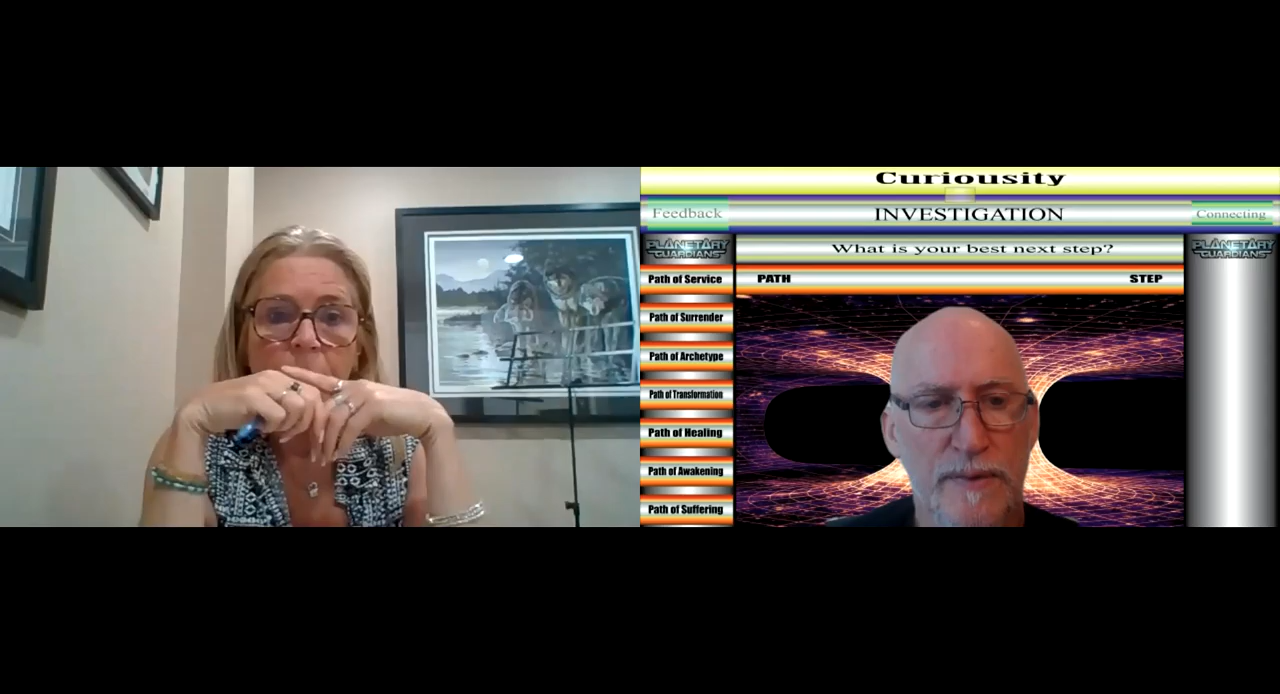 Curiousity
Feedback
INVESTIGATION
Connecting
PLANETARY
GUARDIANS
What is your best next step?
PLANETARY
GUARDIANS
Path of Service
PATH
STEP
Path of Surrender
Path of Archetype
Path of Transformation
Path of Healing
Path of Awakening
Path of Suffering